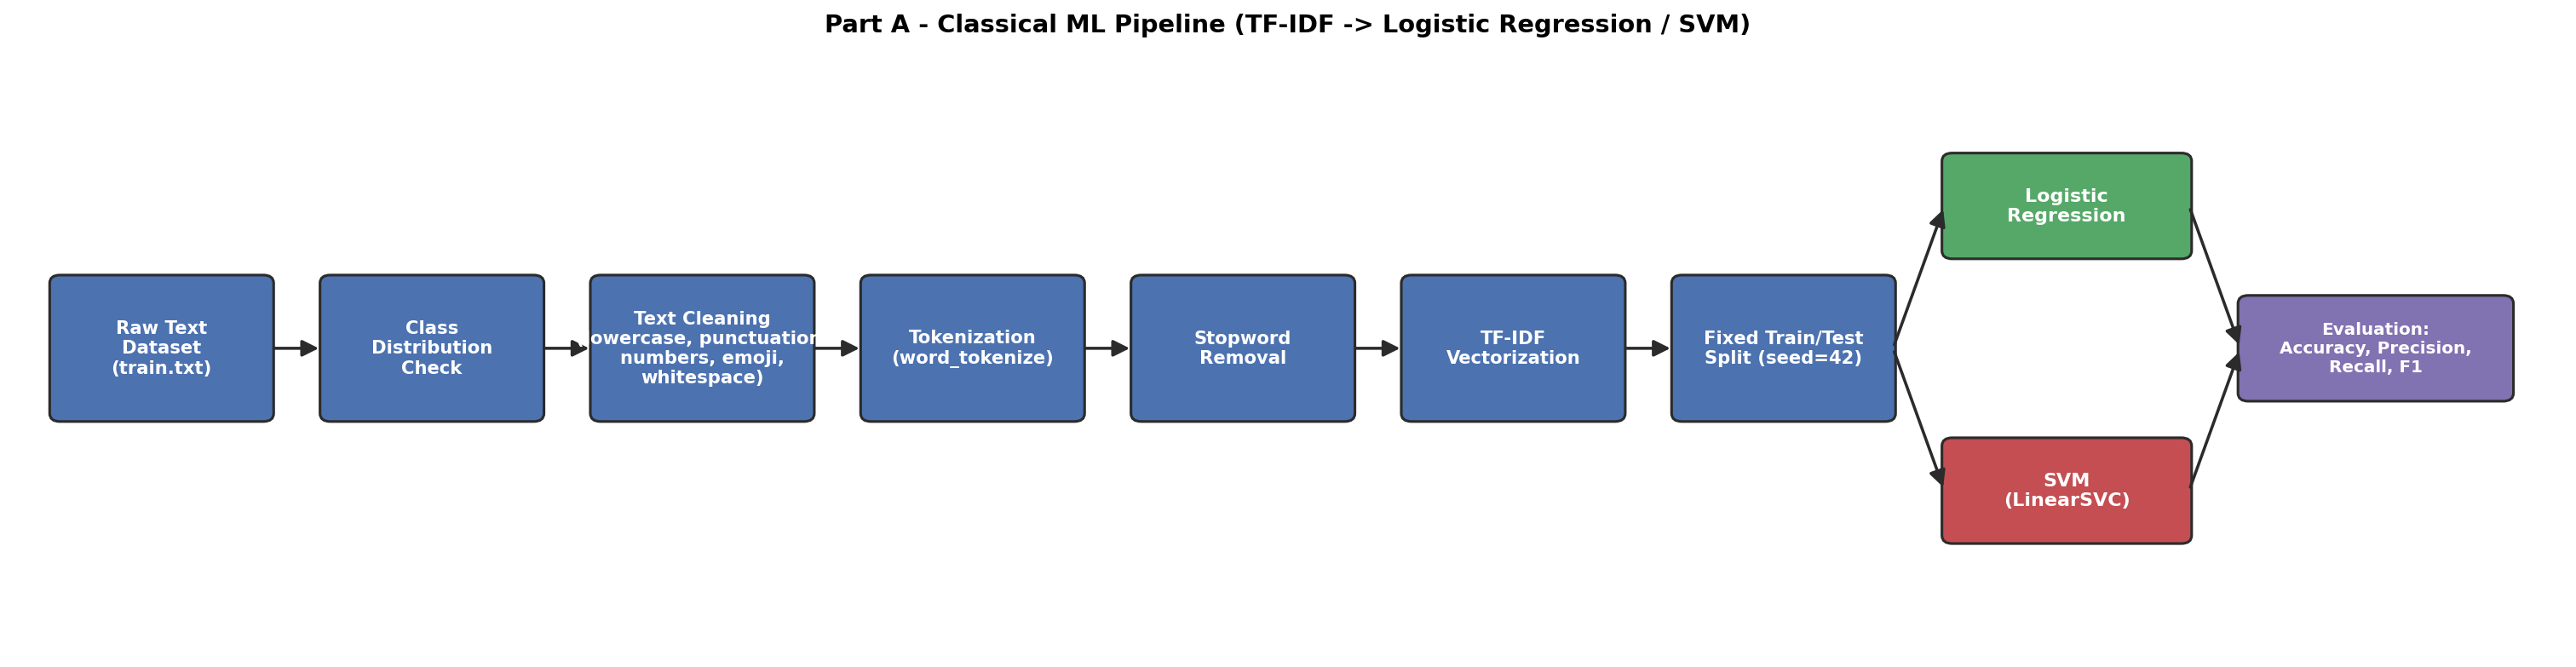 Part A - Classical ML Pipeline (TF-IDF -> Logistic Regression / SVM)
Raw Text
Dataset
(train.txt)
Class
Distribution
Check
Text Cleaning
owercase, punctuation
numbers, emoji,
whitespace)
Tokenization
(word_tokenize)
Stopword
Removal
TF-IDF
Vectorization
Fixed Train/Test
Split (seed=42)
Logistic
Regression
SVM
(LinearSVC)
Evaluation:
Accuracy, Precision,
Recall, F1